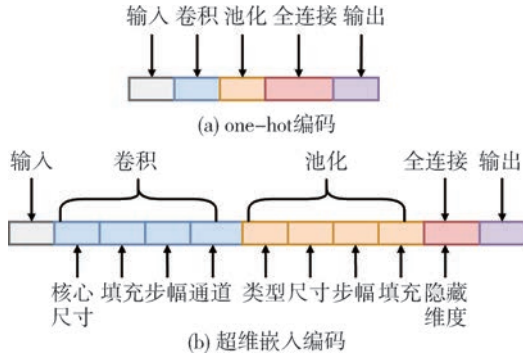 输入 卷积 池化 全连接 输出
(a) one-hot编码
输入 卷积 池化 全连接 输出
核心 填充 步幅 通道 类型 尺寸 步幅 填充 隐藏
尺寸 维度
(b) 超维嵌入编码